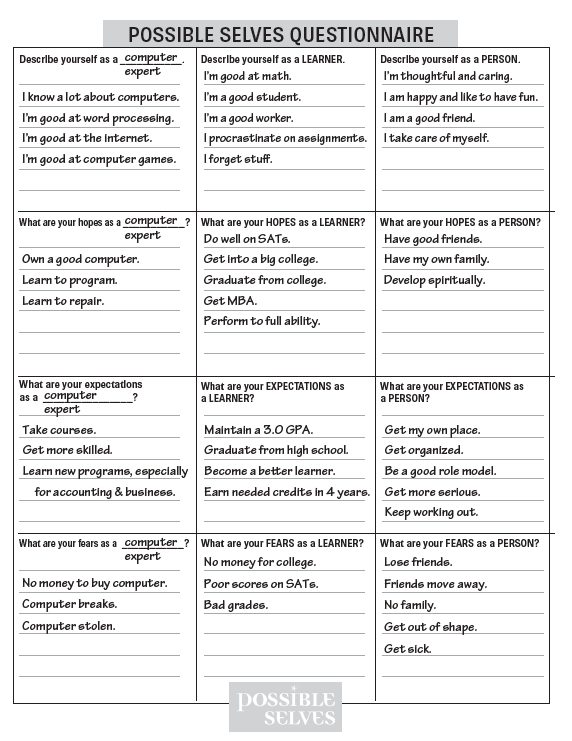 POSSIBLE SELVES QUESTIONNAIRE
Describe yourself as a computer.
expert
I know a lot about computers.
I'm good at word processing.
I'm good at the internet.
I'm good at computer games.
Describe yourself as a LEARNER.
I'm good at math.
I'm a good student.
I'm a good worker.
I procrastinate on assignments.
I forget stuff.
Describe yourself as a PERSON.
I'm thoughtful and caring.
I am happy and like to have fun.
I am a good friend.
I take care of myself.
What are your hopes as a computer?
expert
Own a good computer.
Learn to program.
Learn to repair.
What are your HOPES as a LEARNER?
Do well on SATs.
Get into a big college.
Graduate from college.
Get MBA.
Perform to full ability.
What are your HOPES as a PERSON?
Have good friends.
Have my own family.
Develop spiritually.
What are your expectations
as a computer?
expert
Take courses.
Get more skilled.
Learn new programs, especially
for accounting & business.
What are your EXPECTATIONS as
a LEARNER?
Maintain a 3.0 GPA.
Graduate from high school.
Become a better learner.
Earn needed credits in 4 years.
What are your EXPECTATIONS as
a PERSON?
Get my own place.
Get organized.
Be a good role model.
Get more serious.
Keep working out.
What are your fears as a computer?
expert
No money to buy computer.
Computer breaks.
Computer stolen.
What are your FEARS as a LEARNER?
No money for college.
Poor scores on SATs.
Bad grades.
What are your FEARS as a PERSON?
Lose friends.
Friends move away.
No family.
Get out of shape.
Get sick.
POSSIBLE
SELVES